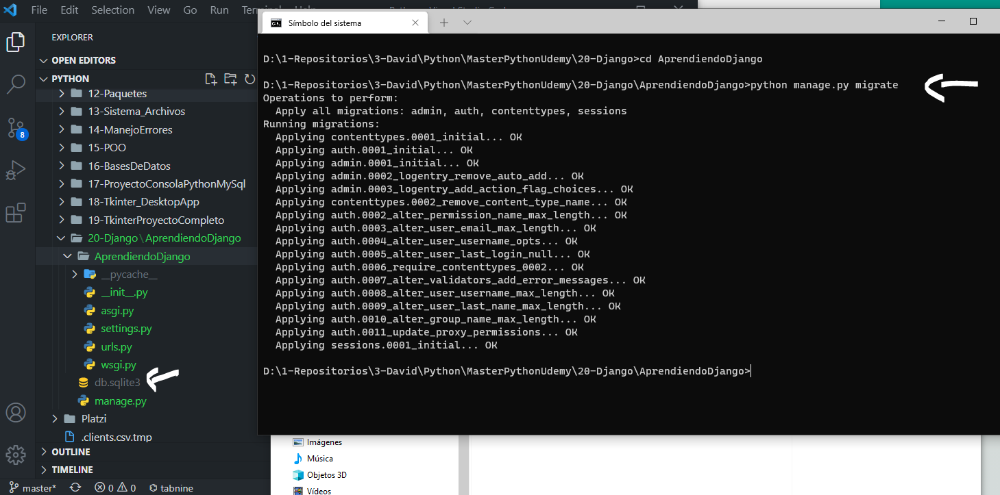 File Edit Selection View Go Run
EXPLORER
OPEN EDITORS
PYTHON
12-Paquetes
13-Sistema_Archivos
14-ManejoErrores
15-POO
16-BasesDeDatos
17-ProyectoConsolaPythonMySql
18-Tkinter_DesktopApp
19-TkinterProyectoCompleto
20-Django\AprendiendoDjango
AprendiendoDjango
__pycache__
__init__.py
asgi.py
settings.py
urls.py
wsgi.py
db.sqlite3
manage.py
Platzi
.clients.csv.tmp
OUTLINE
TIMELINE
8
master*
0
0
tabnine
Símbolo del sistema
D:\1-Repositorios\3-David\Python\MasterPythonUdemy\20-Django>cd AprendiendoDjango
D:\1-Repositorios\3-David\Python\MasterPythonUdemy\20-Django\AprendiendoDjango>python manage.py migrate
Operations to perform:
Apply all migrations: admin, auth, contenttypes, sessions
Running migrations:
Applying contenttypes.0001_initial... OK
Applying auth.0001_initial... OK
Applying admin.0001_initial... OK
Applying admin.0002_logentry_remove_auto_add... OK
Applying admin.0003_logentry_add_action_flag_choices... OK
Applying contenttypes.0002_remove_content_type_name... OK
Applying auth.0002_alter_permission_name_max_length... OK
Applying auth.0003_alter_user_email_max_length... OK
Applying auth.0004_alter_user_username_opts... OK
Applying auth.0005_alter_user_last_login_null... OK
Applying auth.0006_require_contenttypes_0002... OK
Applying auth.0007_alter_validators_add_error_messages... OK
Applying auth.0008_alter_user_username_max_length... OK
Applying auth.0009_alter_user_last_name_max_length... OK
Applying auth.0010_alter_group_name_max_length... OK
Applying auth.0011_update_proxy_permissions... OK
Applying sessions.0001_initial... OK
D:\1-Repositorios\3-David\Python\MasterPythonUdemy\20-Django\AprendiendoDjango>
Imágenes
Música
Objetos 3D
Vídeos